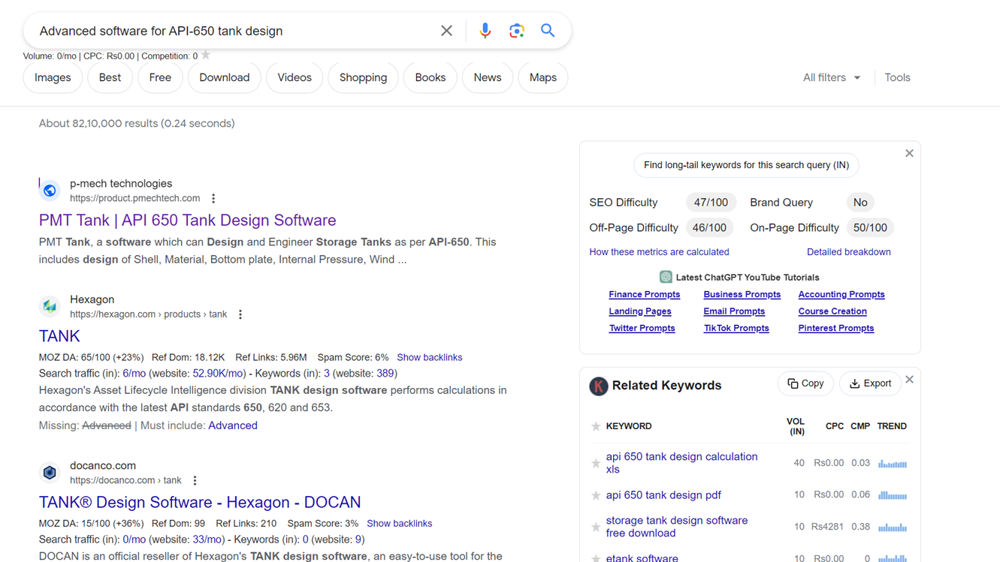 Advanced software for API-650 tank design
Volume: 0/mo | CPC: Rs0.00 | Competition: 0
Images
Best
Free
Download
Videos
Shopping
Books
News
Maps
All filters
Tools
About 82,10,000 results (0.24 seconds)
p-mech technologies
https://product.pmechtech.com
PMT Tank | API 650 Tank Design Software
PMT Tank, a software which can Design and Engineer Storage Tanks as per API-650. This
includes design of Shell, Material, Bottom plate, Internal Pressure, Wind ...
Hexagon
https://hexagon.com › products › tank
TANK
MOZ DA: 65/100 (+23%) Ref Dom: 18.12K Ref Links: 5.96M Spam Score: 6% Show backlinks
Search traffic (in): 6/mo (website: 52.90K/mo) - Keywords (in): 3 (website: 389)
Hexagon's Asset Lifecycle Intelligence division TANK design software performs calculations in
accordance with the latest API standards 650, 620 and 653.
Missing: Advanced | Must include: Advanced
docanco.com
https://docanco.com › tank
TANK® Design Software - Hexagon - DOCAN
MOZ DA: 15/100 (+36%) Ref Dom: 99 Ref Links: 210 Spam Score: 3% Show backlinks
Search traffic (in): 0/mo (website: 33/mo) - Keywords (in): 0 (website: 9)
DOCAN is an official reseller of Hexagon's TANK design software, an easy-to-use tool for the
Find long-tail keywords for this search query (IN)
SEO Difficulty 47/100 Brand Query No
Off-Page Difficulty 46/100 On-Page Difficulty 50/100
How these metrics are calculated Detailed breakdown
Latest ChatGPT YouTube Tutorials
Finance Prompts Business Prompts Accounting Prompts
Landing Pages Email Prompts Course Creation
Twitter Prompts TikTok Prompts Pinterest Prompts
K Related Keywords Copy Export
KEYWORD VOL (IN) CPC CMP TREND
api 650 tank design calculation
xls 40 Rs0.00 0.03
api 650 tank design pdf 10 Rs0.00 0.06
storage tank design software
free download 10 Rs4281 0.38
etank software 10 Rs0.00 0